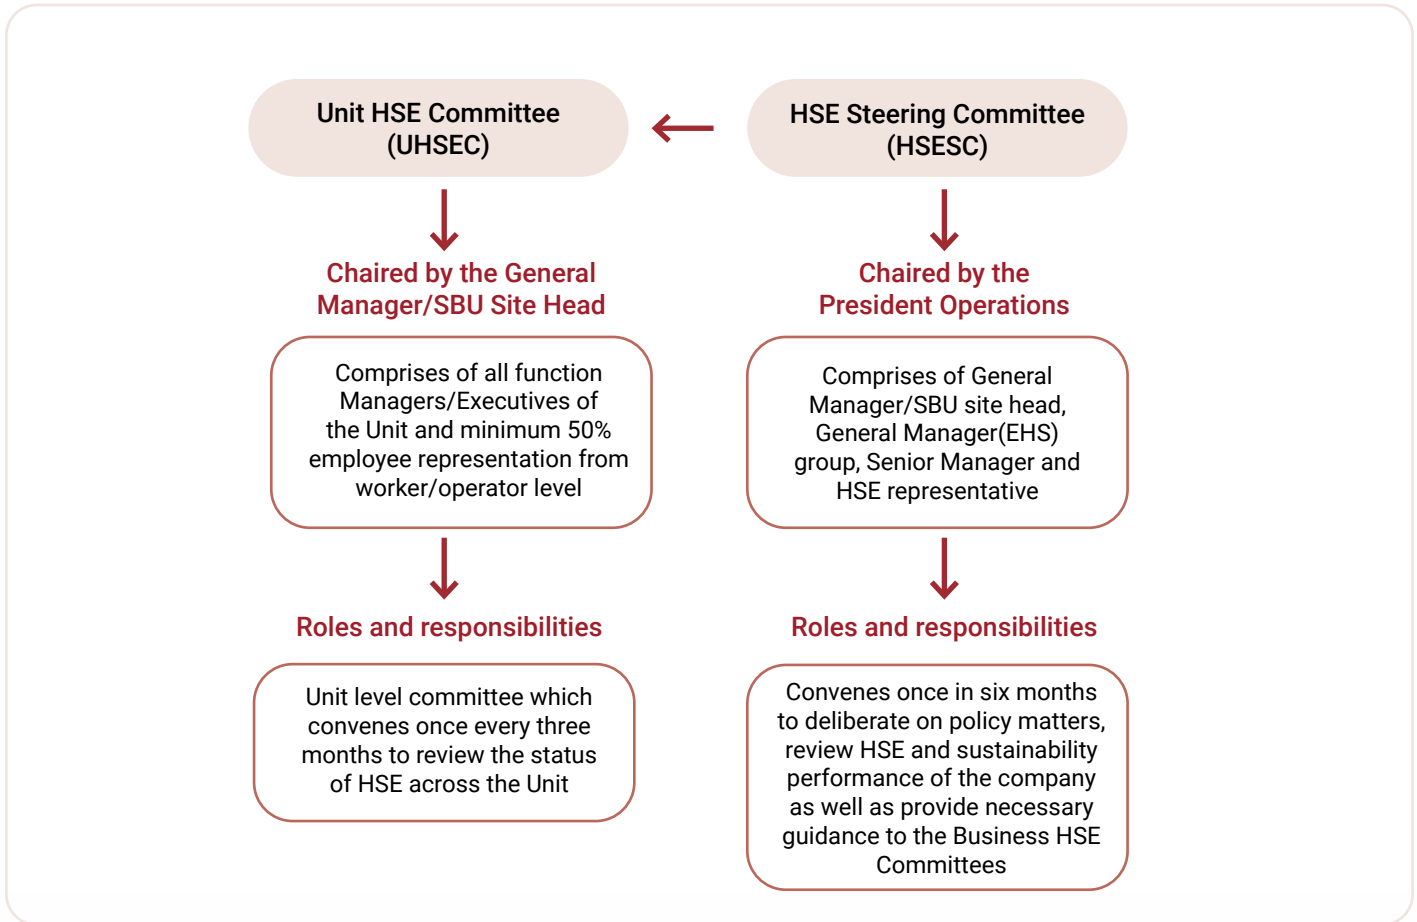 Unit HSE Committee
(UHSEC)
Chaired by the General
Manager/SBU Site Head
Comprises of all function
Managers/Executives of
the Unit and minimum 50%
employee representation from
worker/operator level
Roles and responsibilities
Unit level committee which
convenes once every three
months to review the status
of HSE across the Unit
HSE Steering Committee
(HSESC)
Chaired by the
President Operations
Comprises of General
Manager/SBU site head,
General Manager(EHS)
group, Senior Manager and
HSE representative
Roles and responsibilities
Convenes once in six months
to deliberate on policy matters,
review HSE and sustainability
performance of the company
as well as provide necessary
guidance to the Business HSE
Committees